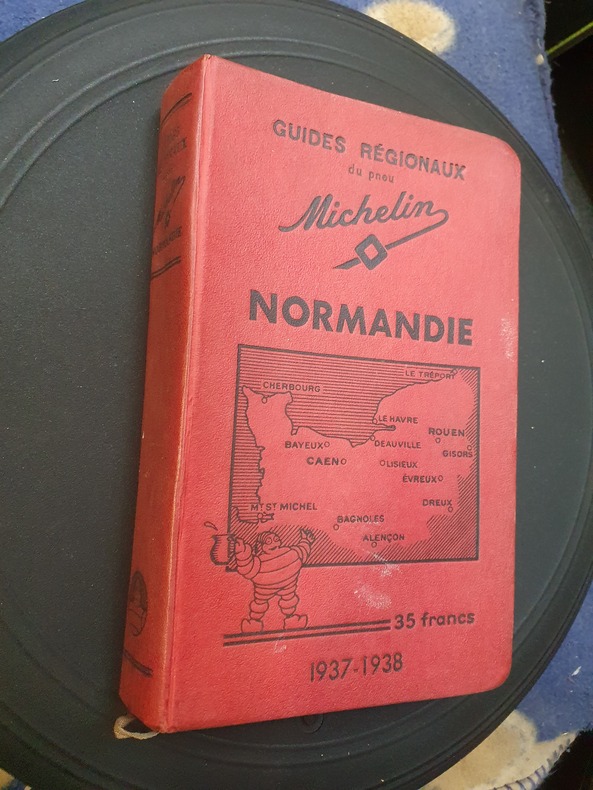 GUIDES RÉGIONAUX
du pneu
Michelin
NORMANDIE
LE TRÉPORT
CHERBOURG
LE HAVRE
DEAUVILLE
ROUEN
BAYEUX
GISORS
CAEN
LISIEUX
ÉVREUX
DREUX
MT ST MICHEL
BAGNOLES
ALENÇON
35 francs
1937-1938
NORMANDIE